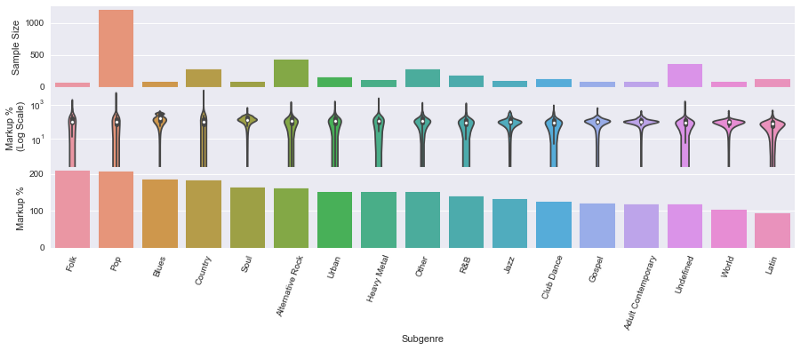 Sample Size
1000
500
0
Markup %
(Log Scale)
10³
10¹
Markup %
200
100
0
Folk
Pop
Blues
Country
Soul
Alternative Rock
Urban
Heavy Metal
Other
R&B
Jazz
Club Dance
Gospel
Adult Contemporary
Undefined
World
Latin
Subgenre